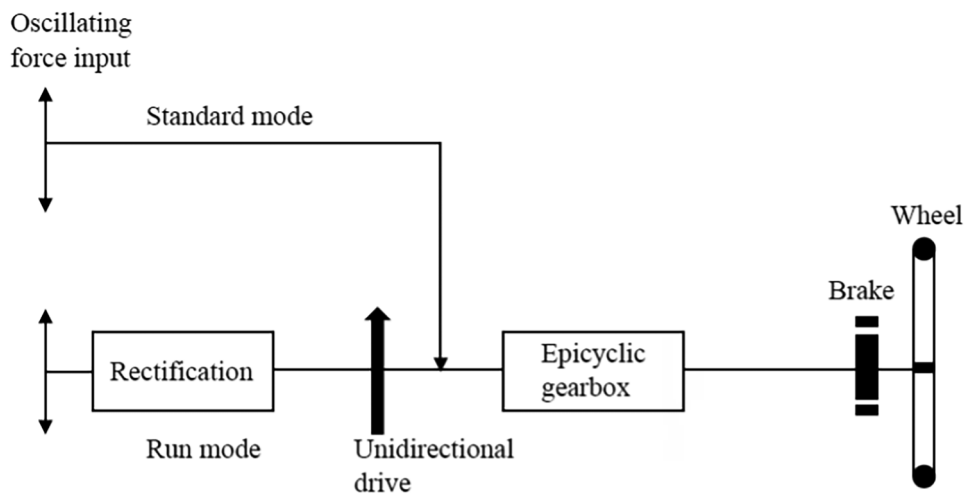 Oscillating
force input
Standard mode
Wheel
Brake
Rectification
Epicyclic
gearbox
Run mode
Unidirectional
drive